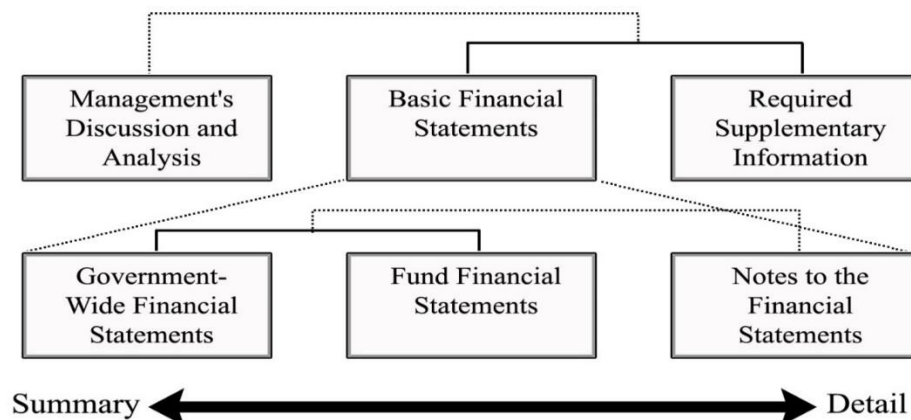 Management's
Discussion and
Analysis
Basic Financial
Statements
Required
Supplementary
Information
Government-
Wide Financial
Statements
Fund Financial
Statements
Notes to the
Financial
Statements
Summary
Detail